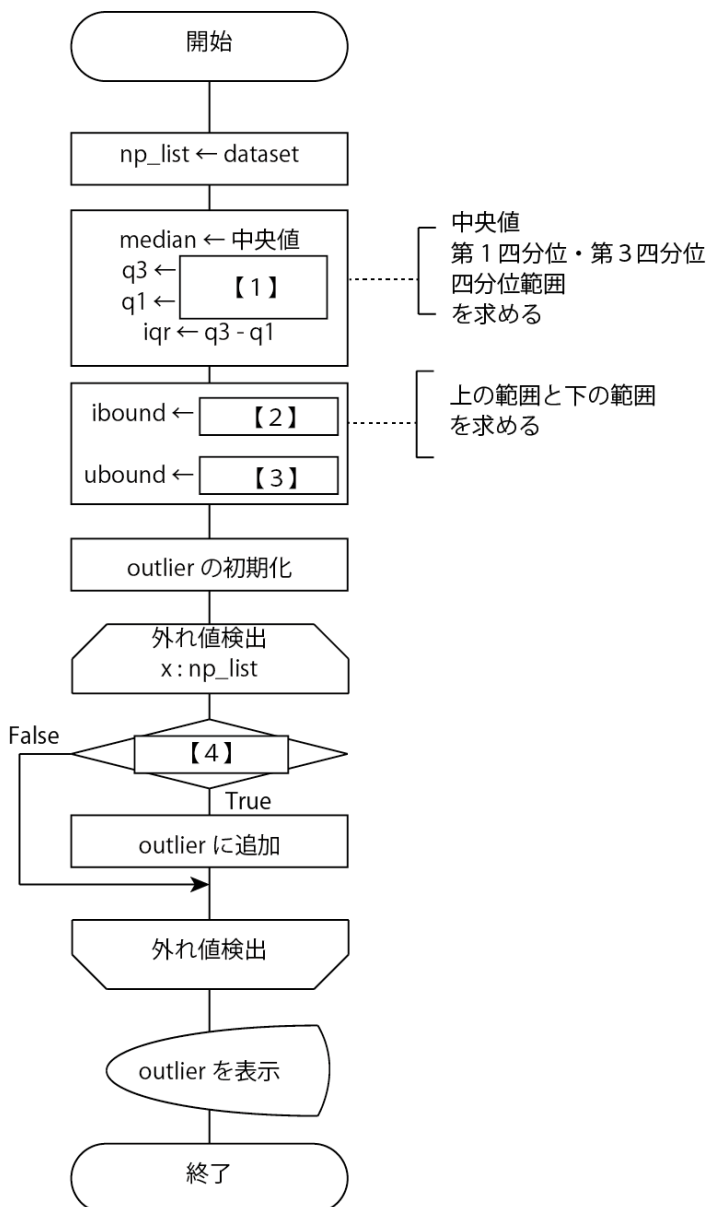 開始
np_list ← dataset
median ← 中央値
q3 ←
q1 ←
【１】
iqr ← q3 - q1
中央値
第１四分位・第３四分位
四分位範囲
を求める
ibound ← 【２】
ubound ← 【３】
上の範囲と下の範囲
を求める
outlier の初期化
外れ値検出
x : np_list
False
【４】
True
outlier に追加
外れ値検出
outlier を表示
終了